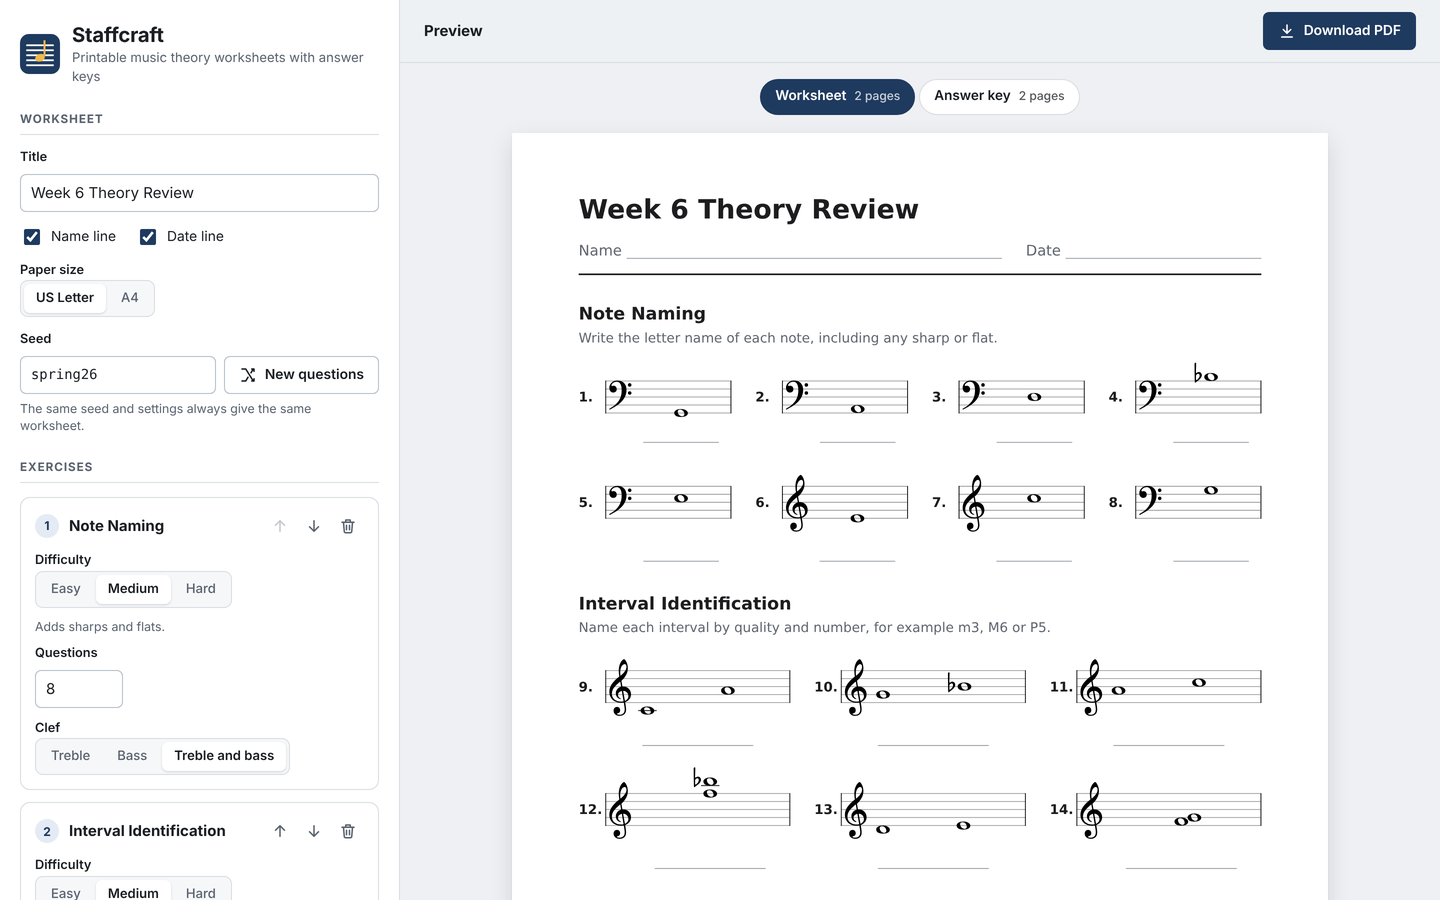 Staffcraft
Printable music theory worksheets with answer
keys
WORKSHEET
Title
Week 6 Theory Review
Name line
Date line
Paper size
US Letter
A4
Seed
spring26
New questions
The same seed and settings always give the same
worksheet.
EXERCISES
1
Note Naming
Difficulty
Easy
Medium
Hard
Adds sharps and flats.
Questions
8
Clef
Treble
Bass
Treble and bass
2
Interval Identification
Difficulty
Easy
Medium
Hard
Preview
Download PDF
Worksheet 2 pages
Answer key 2 pages
Week 6 Theory Review
Name
Date
Note Naming
Write the letter name of each note, including any sharp or flat.
1.
2.
3.
4.
5.
6.
7.
8.
Interval Identification
Name each interval by quality and number, for example m3, M6 or P5.
9.
10.
11.
12.
13.
14.